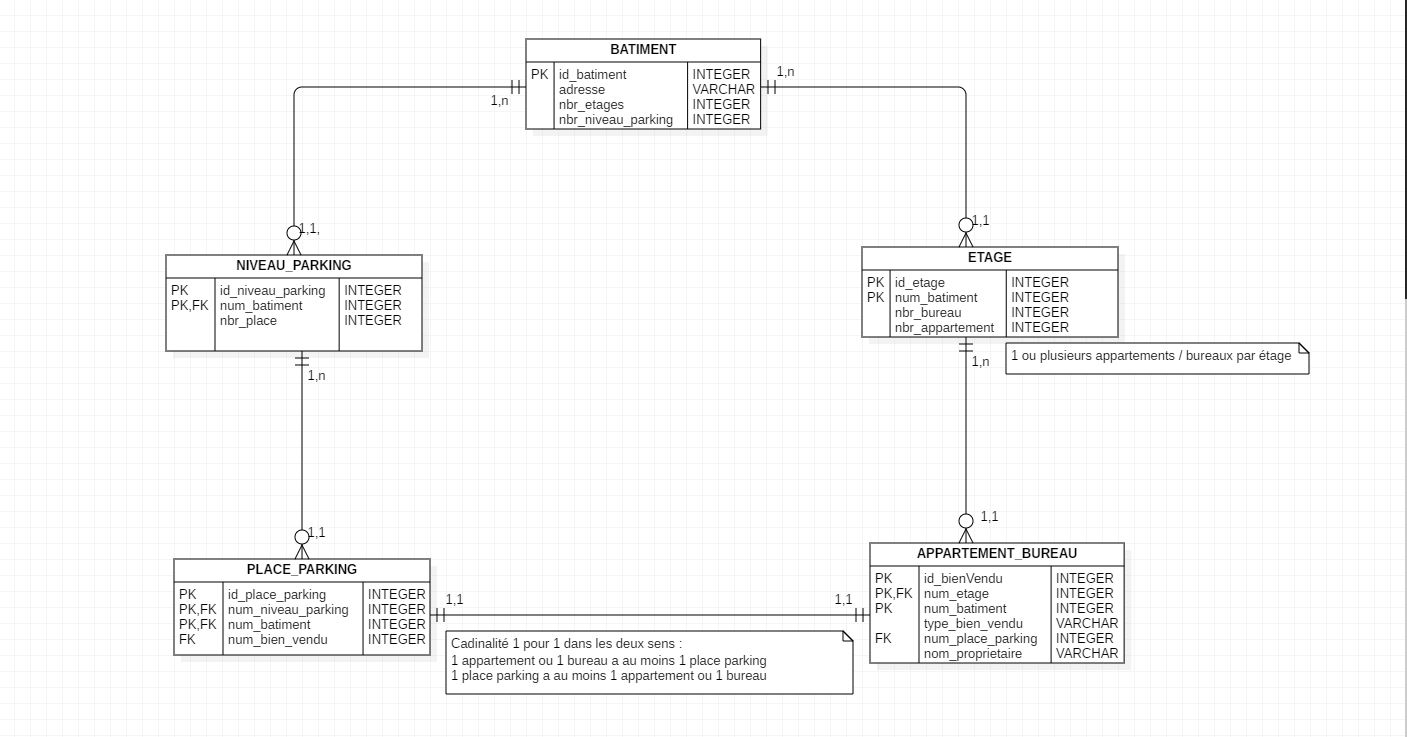 BATIMENT
PK id_batiment INTEGER
adresse VARCHAR
nbr_etages INTEGER
nbr_niveau_parking INTEGER
1,n
1,n
1,1,
1,1
NIVEAU_PARKING
PK id_niveau_parking INTEGER
PK,FK num_batiment INTEGER
nbr_place INTEGER
1,n
ETAGE
PK id_etage INTEGER
PK num_batiment INTEGER
nbr_bureau INTEGER
nbr_appartement INTEGER
1,n
1 ou plusieurs appartements / bureaux par étage
1,1
1,1
PLACE_PARKING
PK id_place_parking INTEGER
PK,FK num_niveau_parking INTEGER
PK,FK num_batiment INTEGER
FK num_bien_vendu INTEGER
1,1
1,1
Cadinalité 1 pour 1 dans les deux sens :
1 appartement ou 1 bureau a au moins 1 place parking
1 place parking a au moins 1 appartement ou 1 bureau
APPARTEMENT_BUREAU
PK id_bienVendu INTEGER
PK,FK num_etage INTEGER
PK num_batiment INTEGER
type_bien_vendu VARCHAR
FK num_place_parking INTEGER
nom_proprietaire VARCHAR